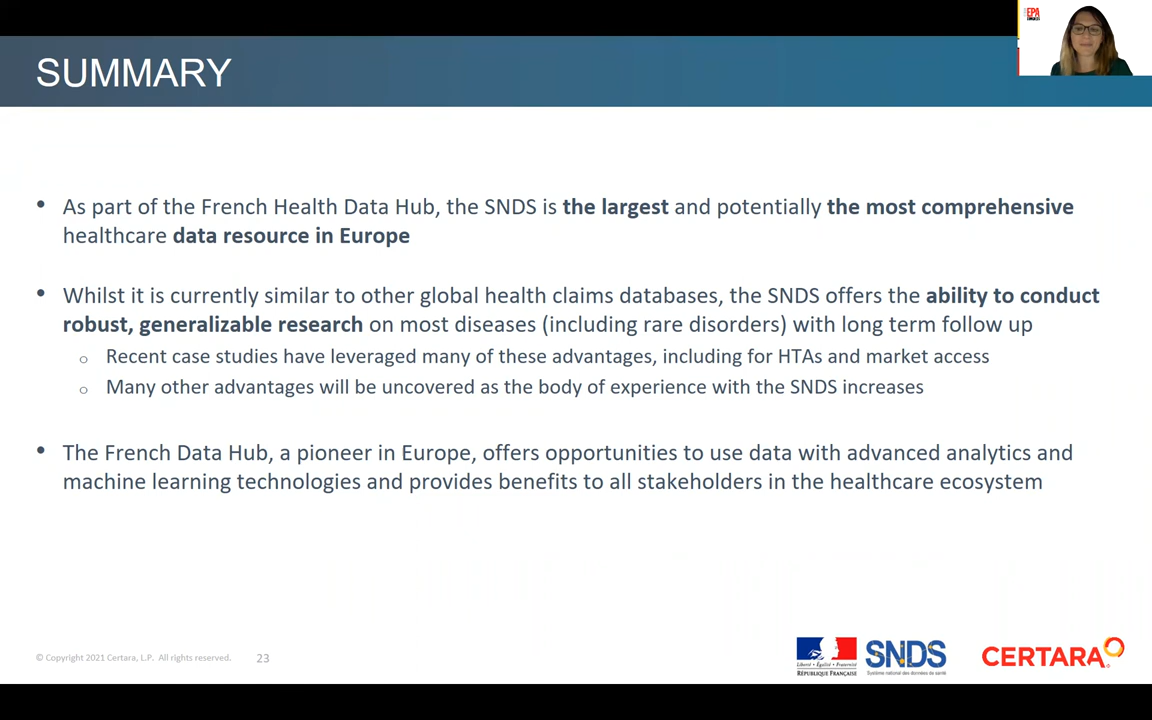 EPA
SUMMARY
• As part of the French Health Data Hub, the SNDS is the largest and potentially the most comprehensive
healthcare data resource in Europe
• Whilst it is currently similar to other global health claims databases, the SNDS offers the ability to conduct
robust, generalizable research on most diseases (including rare disorders) with long term follow up
o Recent case studies have leveraged many of these advantages, including for HTAs and market access
o Many other advantages will be uncovered as the body of experience with the SNDS increases
• The French Data Hub, a pioneer in Europe, offers opportunities to use data with advanced analytics and
machine learning technologies and provides benefits to all stakeholders in the healthcare ecosystem
© Copyright 2021 Certara, L.P. All rights reserved. 23
Liberté • Égalité • Fraternité
RÉPUBLIQUE FRANÇAISE
SNDS
Système national des données de santé
CERTARA